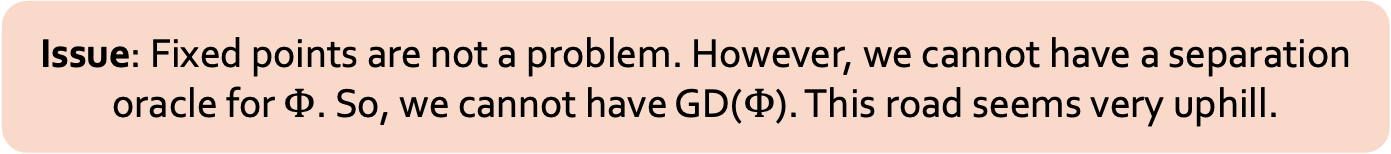 Issue: Fixed points are not a problem. However, we cannot have a separation
oracle for Φ. So, we cannot have GD(Φ). This road seems very uphill.